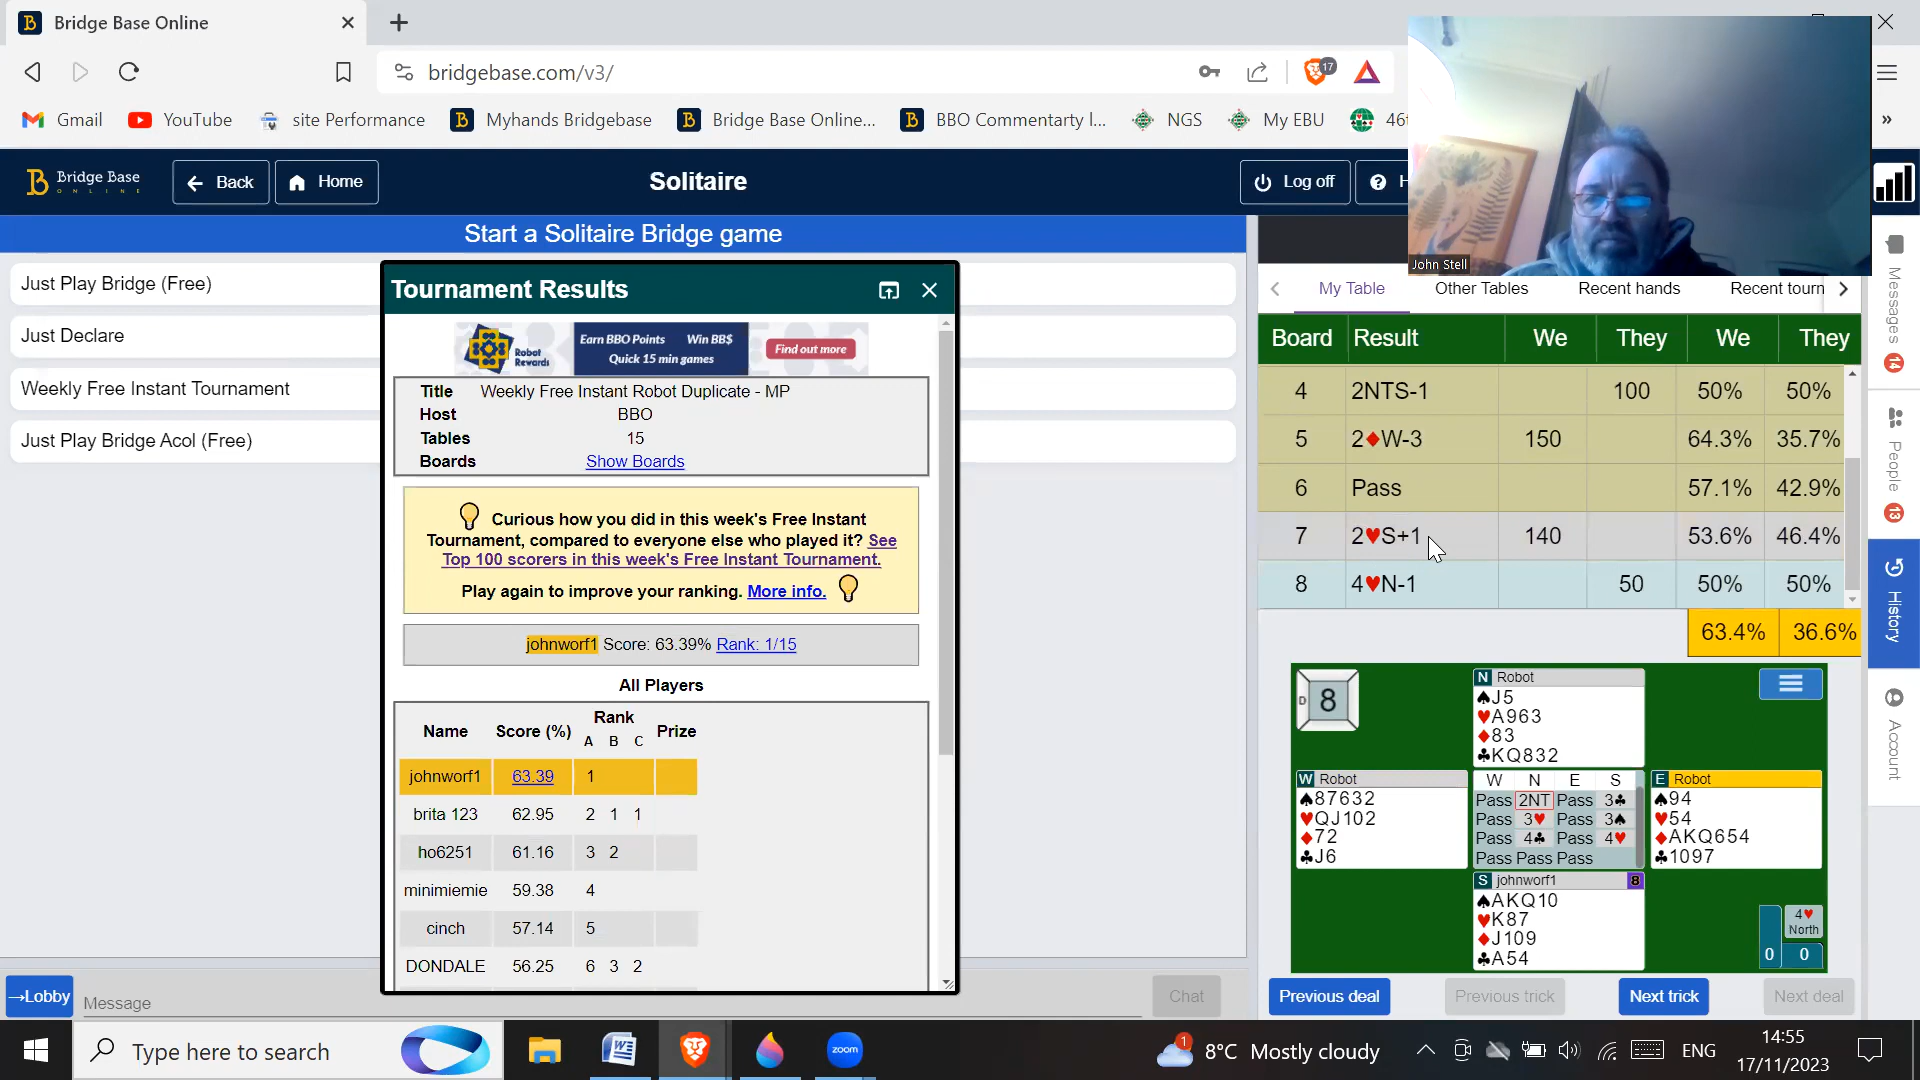 Bridge Base Online
bridgebase.com/v3/
17
Gmail YouTube site Performance Myhands Bridgebase Bridge Base Online... BBO Commentarty l... NGS My EBU
Bridge Base
ONLINE
Back
Home
Solitaire
Log off
Start a Solitaire Bridge game
Just Play Bridge (Free)
Just Declare
Weekly Free Instant Tournament
Just Play Bridge Acol (Free)
John Stell
Tournament Results
Robot
Rewards
Earn BBO Points Win BB$
Quick 15 min games
Find out more
Title Weekly Free Instant Robot Duplicate - MP
Host BBO
Tables 15
Boards Show Boards
Curious how you did in this week's Free Instant
Tournament, compared to everyone else who played it? See
Top 100 scorers in this week's Free Instant Tournament.
Play again to improve your ranking. More info.
johnworf1 Score: 63.39% Rank: 1/15
All Players
Name Score (%) Rank Prize
A B C
johnworf1 63.39 1
brita 123 62.95 2 1 1
ho6251 61.16 3 2
minimiemie 59.38 4
cinch 57.14 5
DONDALE 56.25 6 3 2
My Table Other Tables Recent hands Recent tourn
Board Result We They We They
4 2NTS-1 100 50% 50%
5 2♦W-3 150 64.3% 35.7%
6 Pass 57.1% 42.9%
7 2♥S+1 140 53.6% 46.4%
8 4♥N-1 50 50% 50%
63.4% 36.6%
D 8
N Robot
♠J5
♥A963
♦83
♣KQ832
W Robot
♠87632
♥QJ102
♦72
♣J6
W N E S
Pass 2NT Pass 3♣
Pass 3♥ Pass 3♠
Pass 4♣ Pass 4♥
Pass Pass Pass
E Robot
♠94
♥54
♦AKQ654
♣1097
S johnworf1 8
♠AKQ10
♥K87
♦J109
♣A54
4♥
North
0 0
Previous deal Previous trick Next trick Next deal
Messages
14
People
13
History
Account
→Lobby
Message
Chat
Type here to search
zoom
1
8°C Mostly cloudy
ENG
14:55
17/11/2023